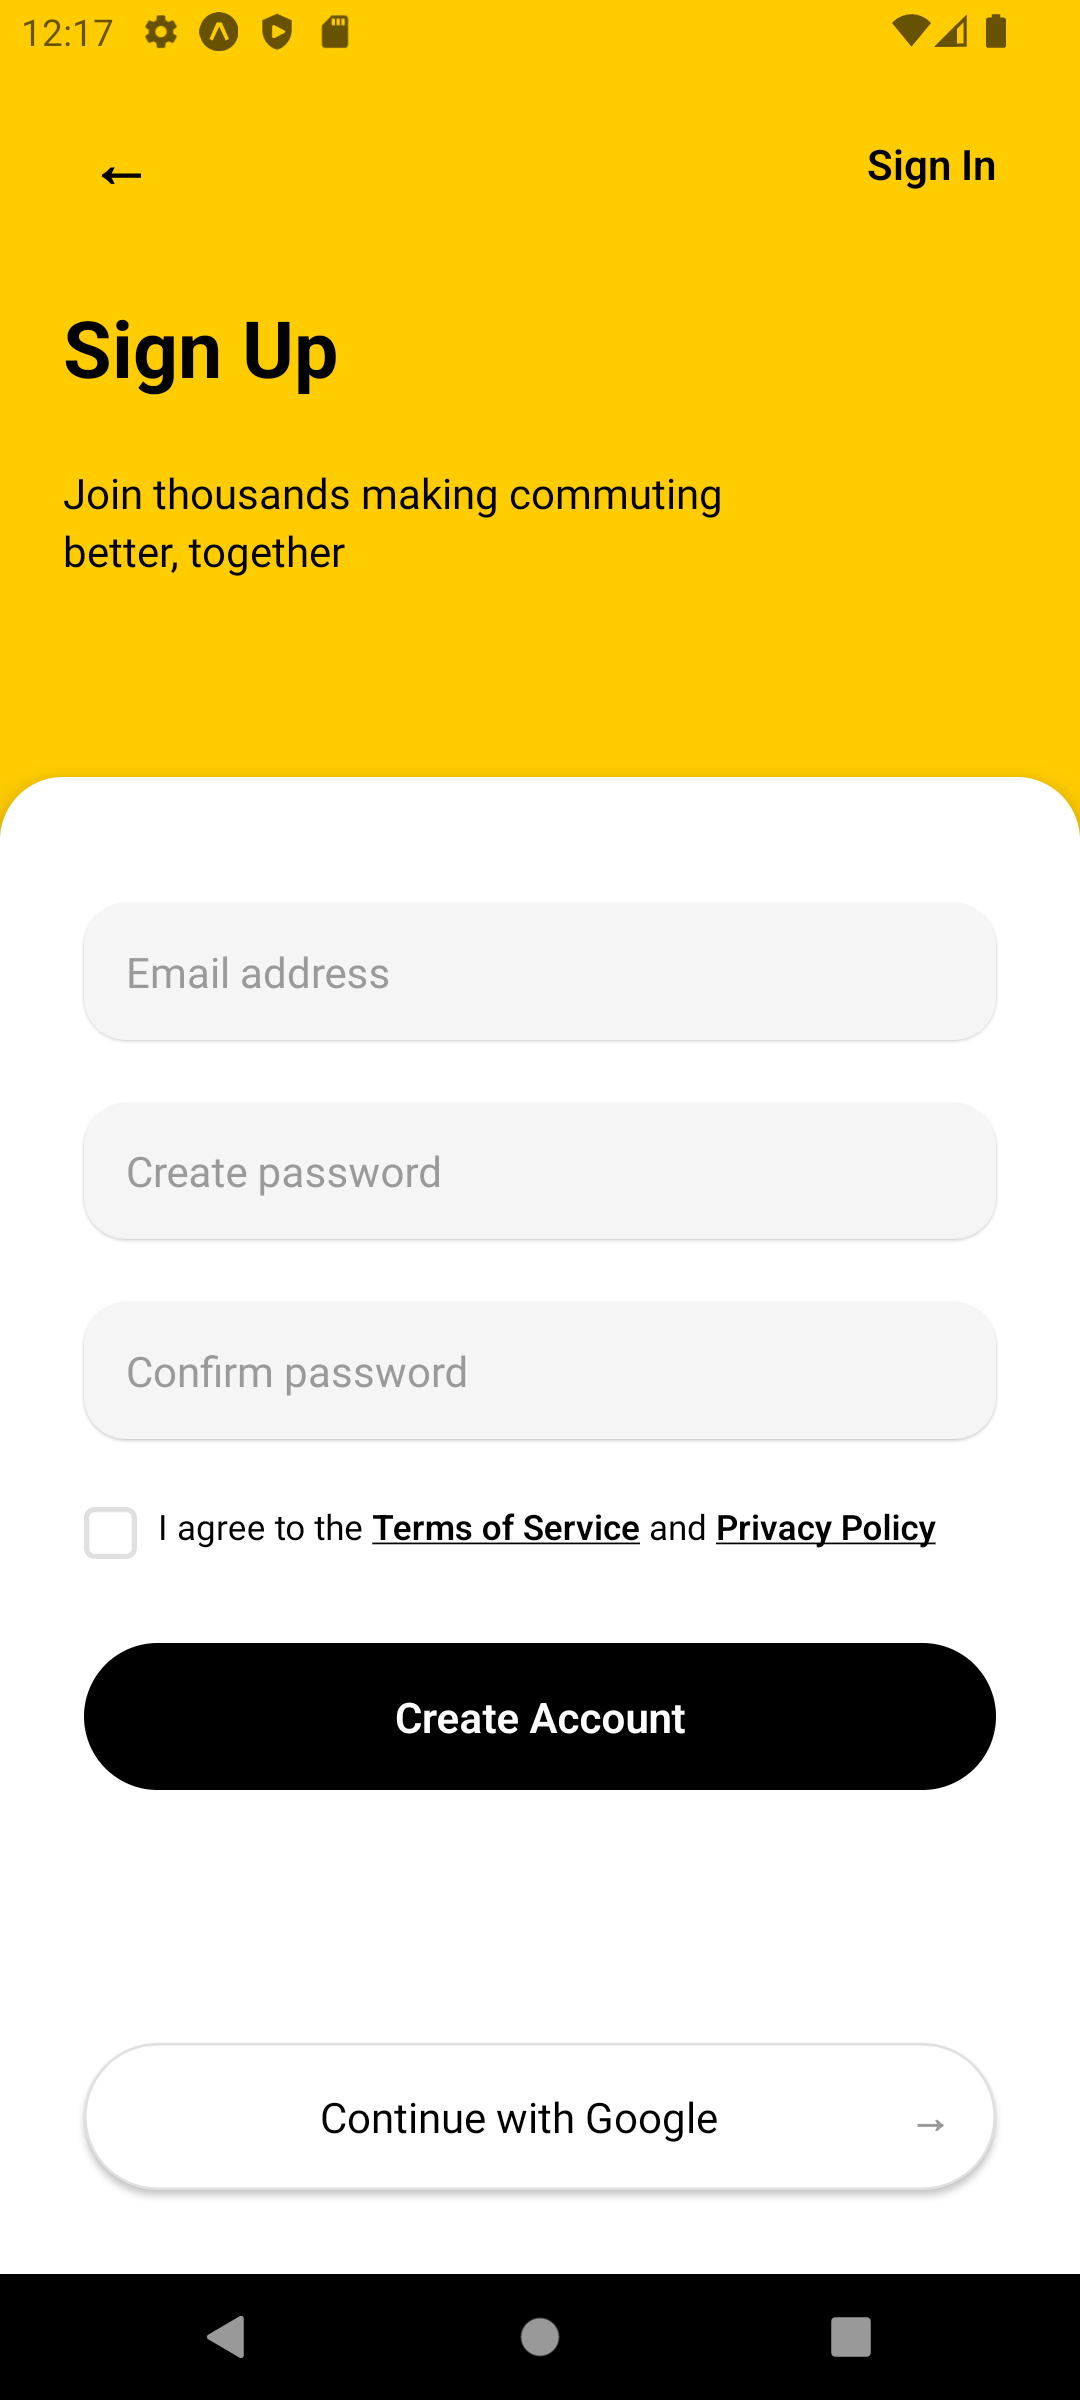 12:17
← Sign In
Sign Up
Join thousands making commuting
better, together
Email address
Create password
Confirm password
I agree to the Terms of Service and Privacy Policy
Create Account
Continue with Google →